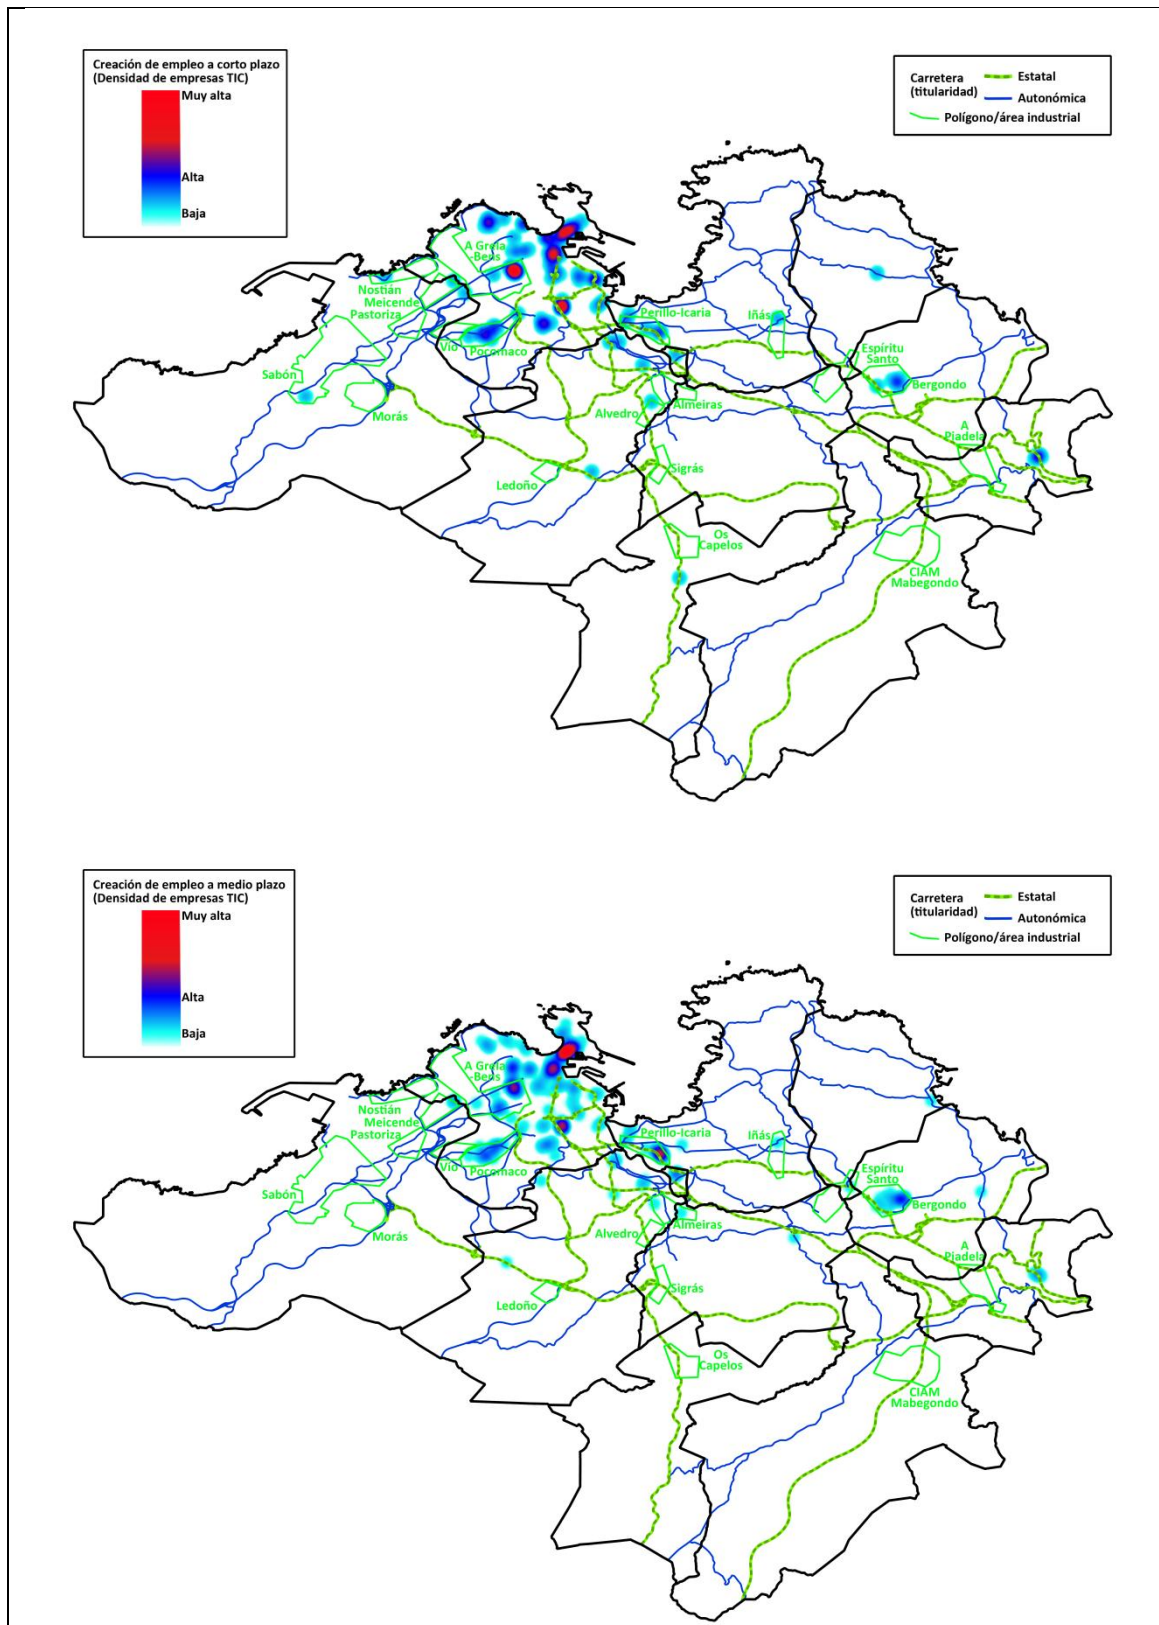 Creación de empleo a corto plazo
(Densidad de empresas TIC)
Muy alta
Alta
Baja
Carretera
(titularidad)
Estatal
Autonómica
Polígono/área industrial
A Grela
-Bens
Nostián
Meicende
Pastoriza
Vío
Pocomaco
Perillo-Icaria
Iñás
Espíritu
Santo
Bergondo
Sabón
Morás
Alvedro
Almeiras
A
Piadela
Ledoño
Sigrás
Os
Capelos
CIAM
Mabegondo
Creación de empleo a medio plazo
(Densidad de empresas TIC)
Muy alta
Alta
Baja
Carretera
(titularidad)
Estatal
Autonómica
Polígono/área industrial
A Grela
-Bens
Nostián
Meicende
Pastoriza
Vío
Pocomaco
Perillo-Icaria
Iñás
Espíritu
Santo
Bergondo
Sabón
Morás
Alvedro
Almeiras
A
Piadela
Ledoño
Sigrás
Os
Capelos
CIAM
Mabegondo